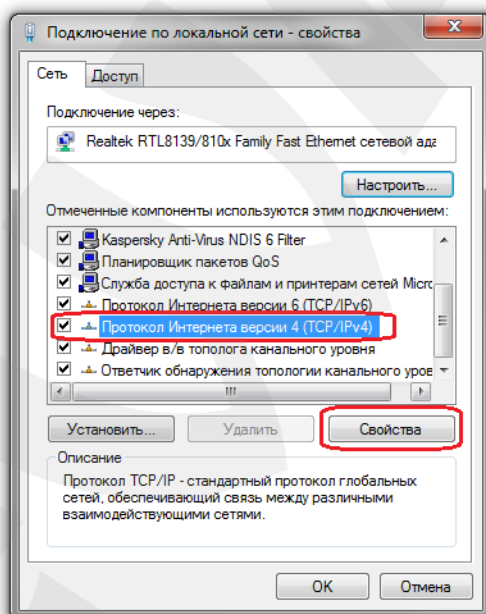 Подключение по локальной сети - свойства
Сеть
Доступ
Подключение через:
Realtek RTL8139/810x Family Fast Ethernet сетевой ада
Настроить...
Отмеченные компоненты используются этим подключением:
Kaspersky Anti-Virus NDIS 6 Filter
Планировщик пакетов QoS
Служба доступа к файлам и принтерам сетей Micro
Протокол Интернета версии 6 (TCP/IPv6)
Протокол Интернета версии 4 (TCP/IPv4)
Драйвер в/в тополога канального уровня
Ответчик обнаружения топологии канального уров
Установить...
Удалить
Свойства
Описание
Протокол TCP/IP - стандартный протокол глобальных
сетей, обеспечивающий связь между различными
взаимодействующими сетями.
OK
Отмена